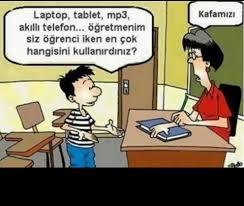 Laptop, tablet, mp3,
akıllı telefon... öğretmenim
siz öğrenci iken en çok
hangisini kullanırdınız?
Kafamızı